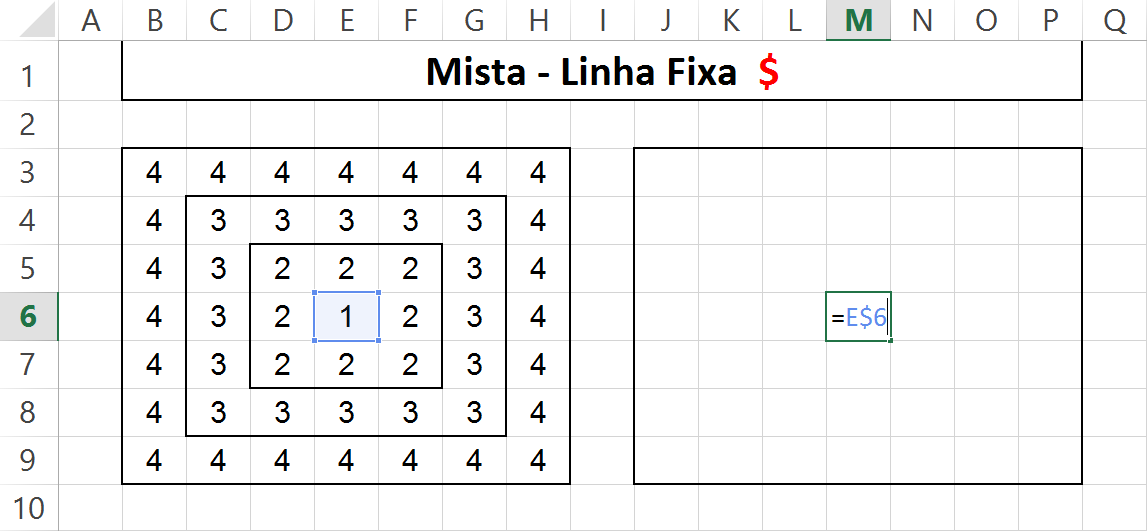 A B C D E F G H I J K L M N O P Q
1 Mista - Linha Fixa $
2
3 4 4 4 4 4 4 4
4 4 3 3 3 3 3 4
5 4 3 2 2 2 3 4
6 4 3 2 1 2 3 4 =E$6
7 4 3 2 2 2 3 4
8 4 3 3 3 3 3 4
9 4 4 4 4 4 4 4
10